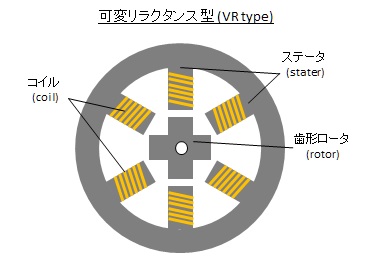 可変リラクタンス型(VR type)
ステータ
(stater)
コイル
(coil)
歯形ロータ
(rotor)